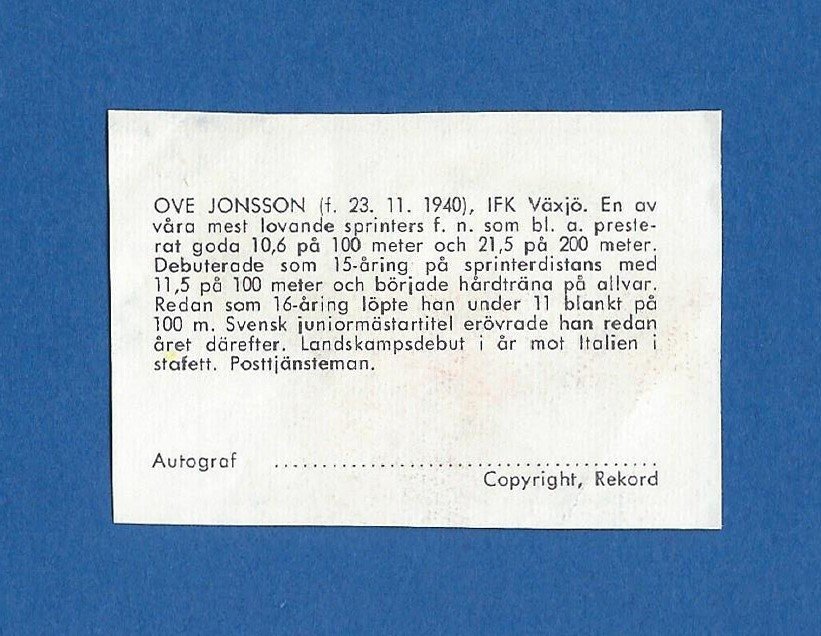 OVE JONSSON (f. 23. 11. 1940), IFK Växjö. En av
våra mest lovande sprinters f. n. som bl. a. preste-
rat goda 10,6 på 100 meter och 21,5 på 200 meter.
Debuterade som 15-åring på sprinterdistans med
11,5 på 100 meter och började hårdträna på allvar.
Redan som 16-åring löpte han under 11 blankt på
100 m. Svensk juniormästartitel erövrade han redan
året därefter. Landskampsdebut i år mot Italien i
stafett. Posttjänsteman.
Autograf ........................................
Copyright, Rekord